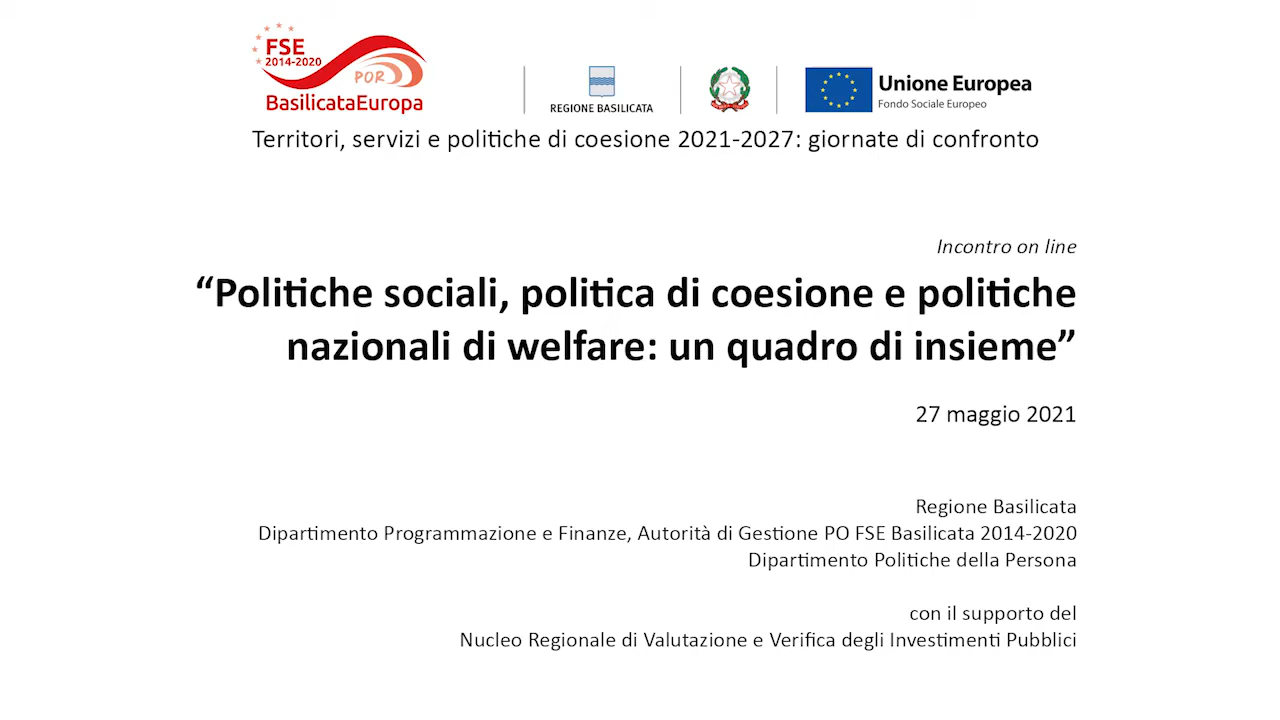 FSE
2014-2020
POR
BasilicataEuropa
REGIONE BASILICATA
Unione Europea
Fondo Sociale Europeo
Territori, servizi e politiche di coesione 2021-2027: giornate di confronto
Incontro on line
“Politiche sociali, politica di coesione e politiche
nazionali di welfare: un quadro di insieme”
27 maggio 2021
Regione Basilicata
Dipartimento Programmazione e Finanze, Autorità di Gestione PO FSE Basilicata 2014-2020
Dipartimento Politiche della Persona
con il supporto del
Nucleo Regionale di Valutazione e Verifica degli Investimenti Pubblici